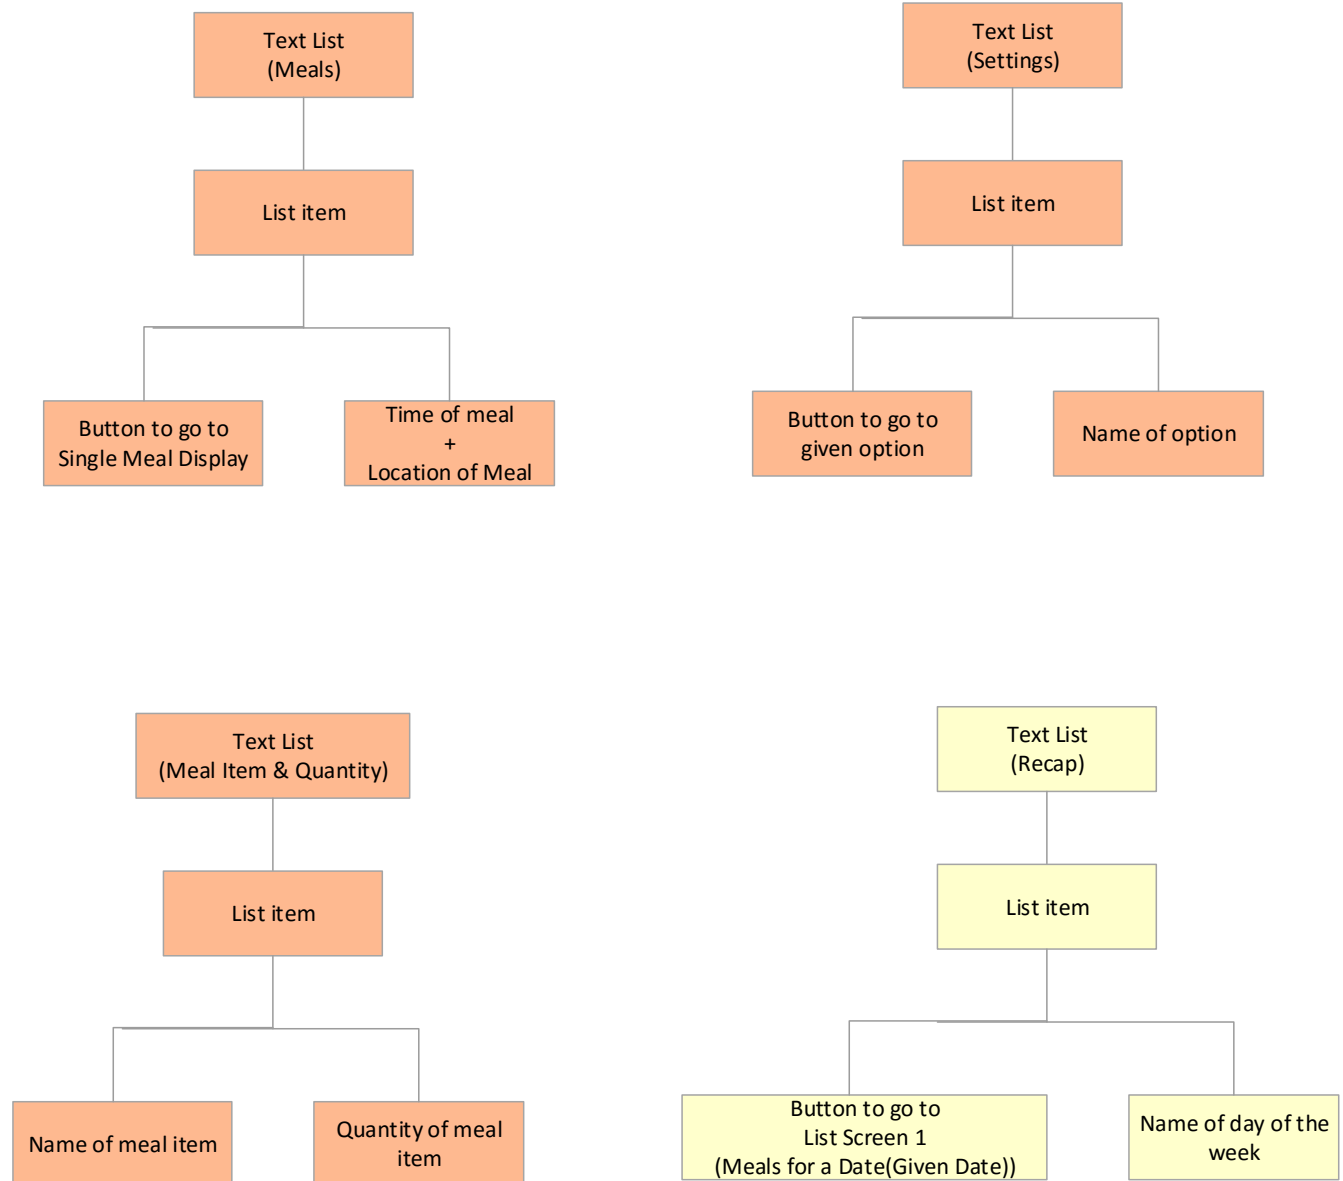 Text List
(Meals)
List item
Button to go to
Single Meal Display
Time of meal
+
Location of Meal
Text List
(Settings)
List item
Button to go to
given option
Name of option
Text List
(Meal Item & Quantity)
List item
Name of meal item
Quantity of meal
item
Text List
(Recap)
List item
Button to go to
List Screen 1
(Meals for a Date(Given Date))
Name of day of the
week